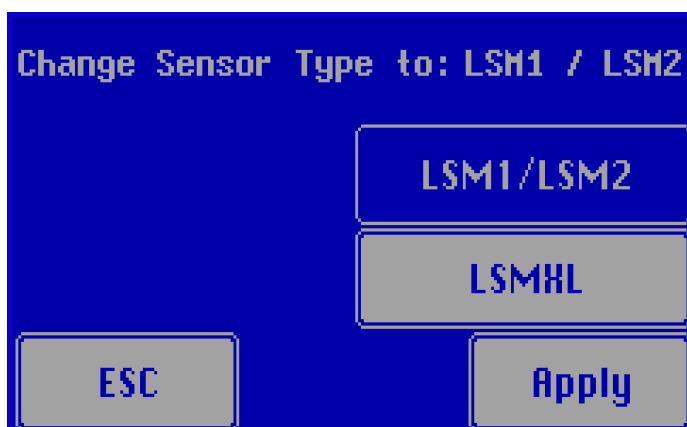 Change Sensor Type to: LSM1 / LSM2
LSM1/LSM2
LSMXL
ESC
Apply